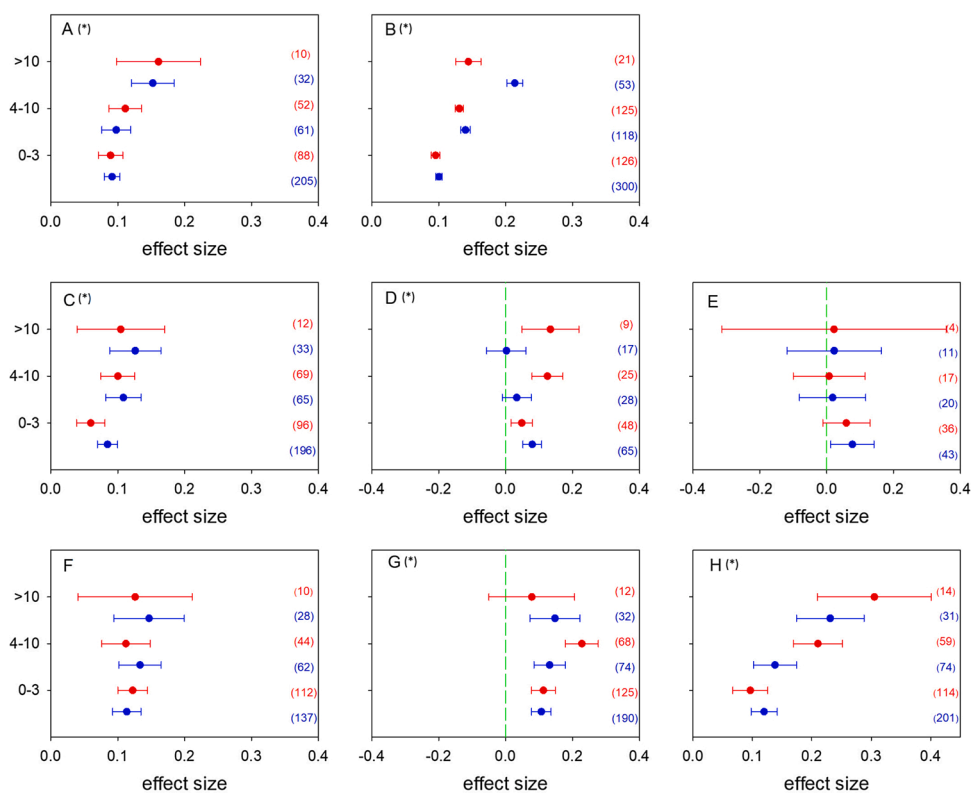 A (*)
B (*)
>10
(10)
(21)
(32)
(53)
4-10
(52)
(125)
(61)
(118)
0-3
(88)
(126)
(205)
(300)
0.0 0.1 0.2 0.3 0.4
0.0 0.1 0.2 0.3 0.4
effect size
effect size
C (*)
D (*)
E
>10
(12)
(9)
(4)
(33)
(17)
(11)
4-10
(69)
(25)
(17)
(65)
(28)
(20)
0-3
(96)
(48)
(36)
(196)
(65)
(43)
0.0 0.1 0.2 0.3 0.4
-0.4 -0.2 0.0 0.2 0.4
-0.4 -0.2 0.0 0.2 0.4
effect size
effect size
effect size
F
G (*)
H (*)
>10
(10)
(12)
(14)
(28)
(32)
(31)
4-10
(44)
(68)
(59)
(62)
(74)
(74)
0-3
(112)
(125)
(114)
(137)
(190)
(201)
0.0 0.1 0.2 0.3 0.4
-0.4 -0.2 0.0 0.2 0.4
0.0 0.1 0.2 0.3 0.4
effect size
effect size
effect size